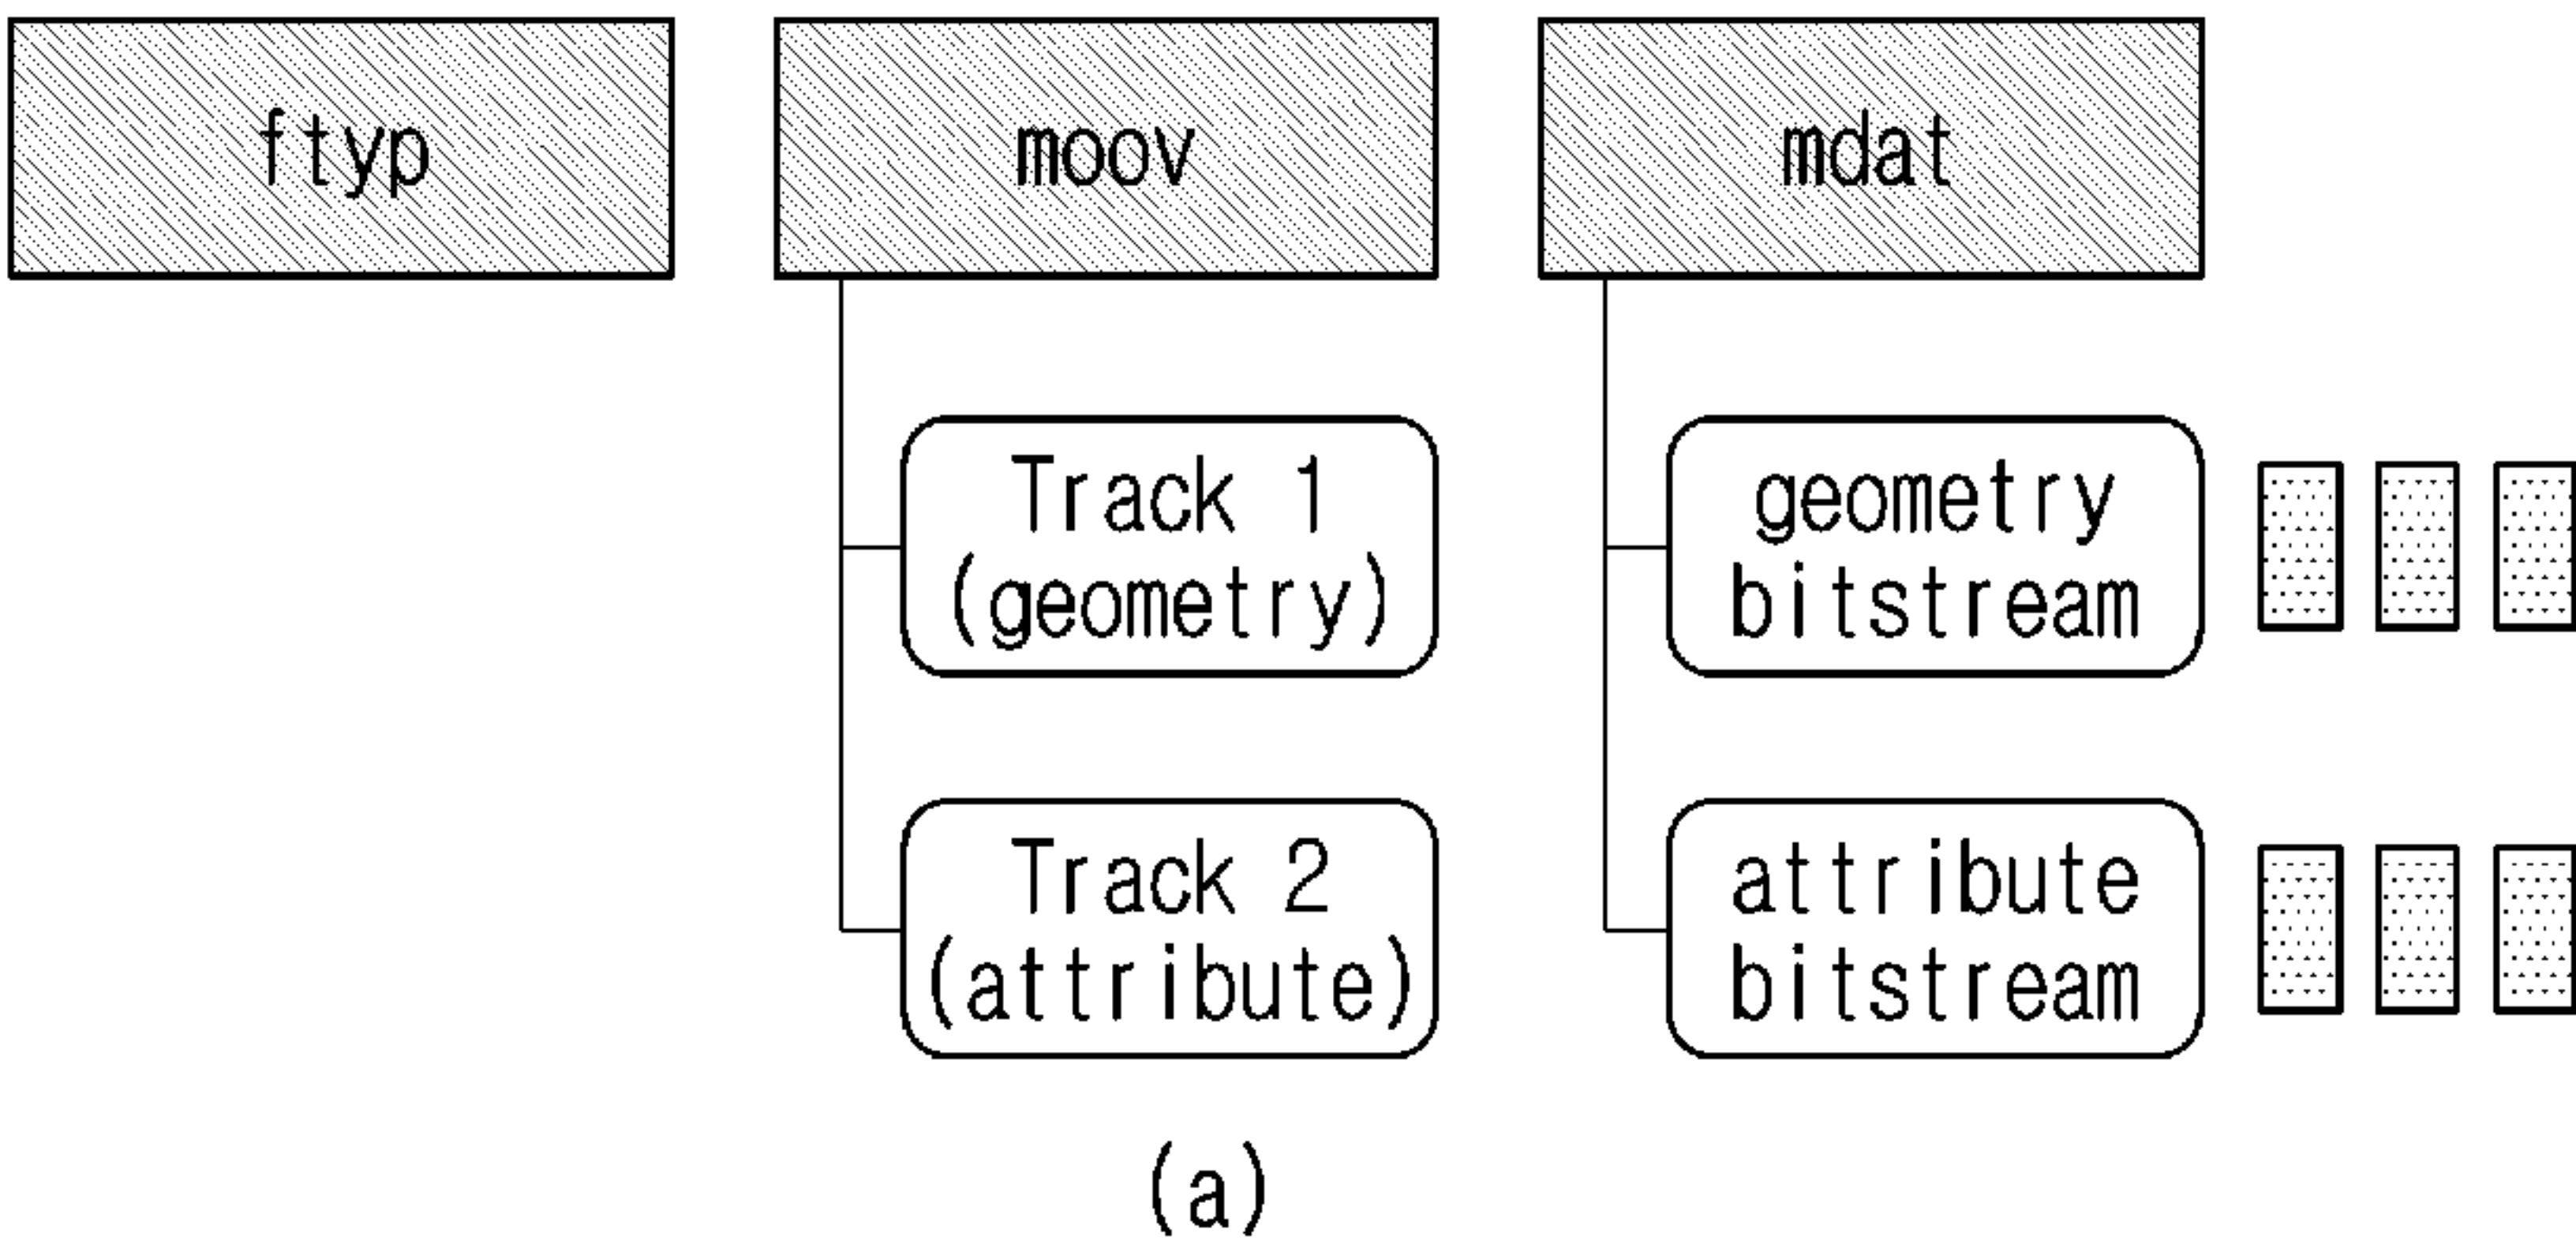 ftyp
moov
mdat
Track 1
(geometry)
geometry
bitstream
Track 2
(attribute)
attribute
bitstream
(a)